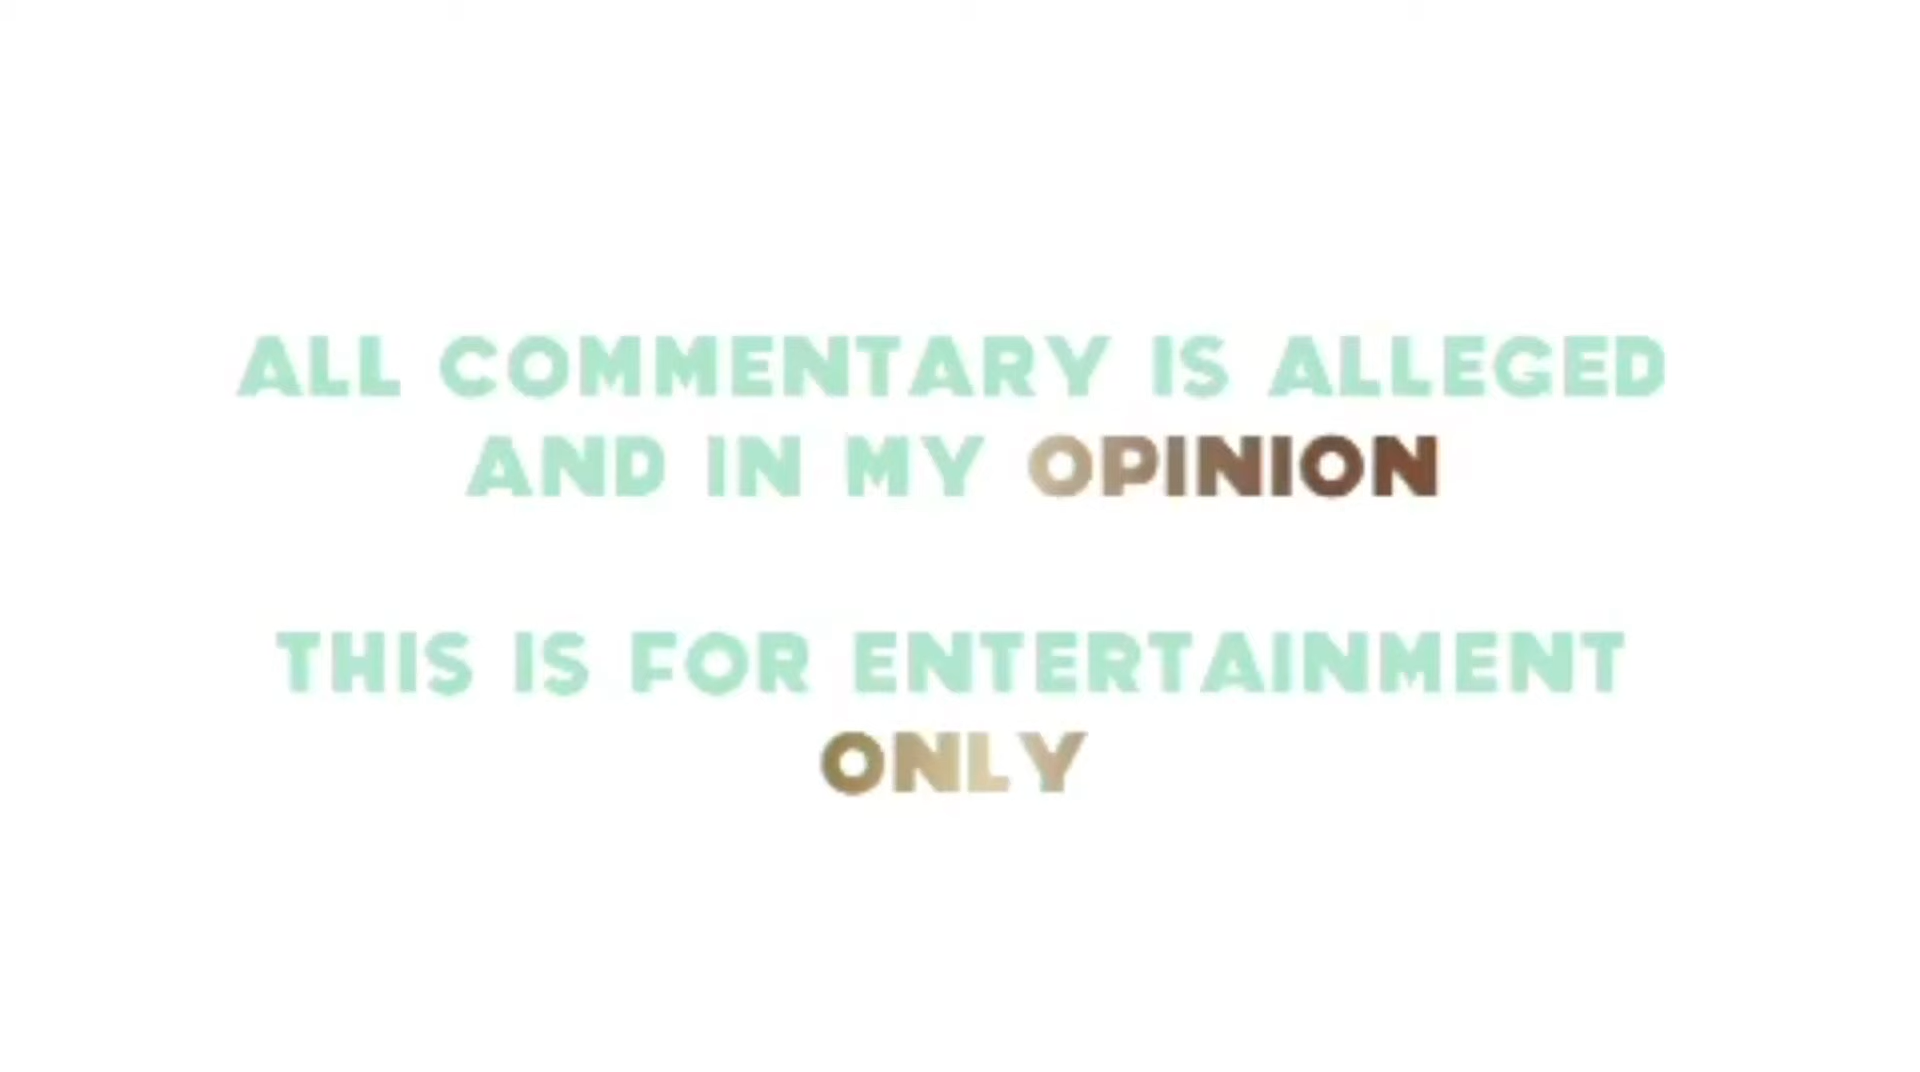 ALL COMMENTARY IS ALLEGED
AND IN MY OPINION
THIS IS FOR ENTERTAINMENT
ONLY